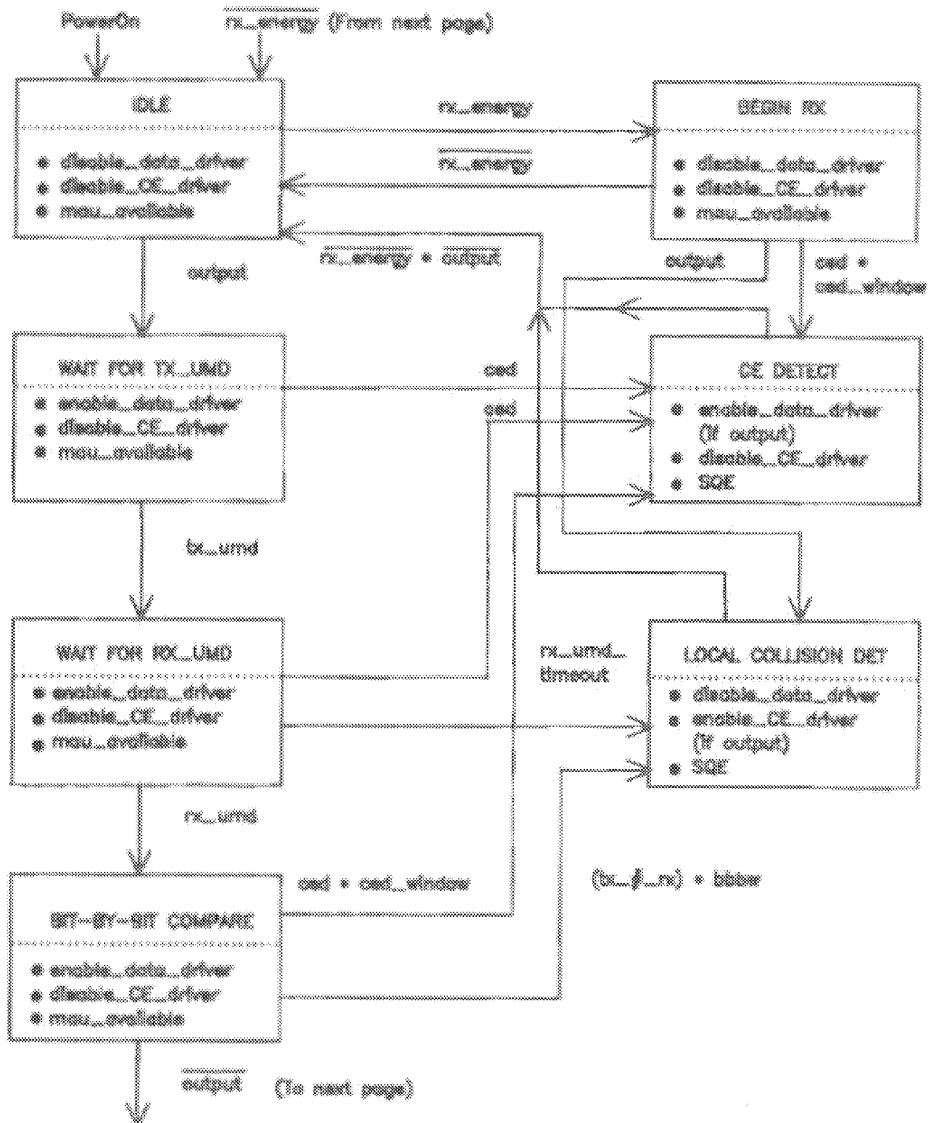 PowerOn
rx_energy (From next page)
IDLE
• disable_data_driver
• disable_CE_driver
• mau_available
rx_energy
rx_energy
BEGIN RX
• disable_data_driver
• disable_CE_driver
• mau_available
output
rx_energy * output
output
ced *
ced_window
WAIT FOR TX_UMD
• enable_data_driver
• disable_CE_driver
• mau_available
ced
ced
CE DETECT
• enable_data_driver
(if output)
• disable_CE_driver
• SQE
tx_umd
WAIT FOR RX_UMD
• enable_data_driver
• disable_CE_driver
• mau_available
rx_umd_
timeout
LOCAL COLLISION DET
• disable_data_driver
• enable_CE_driver
(if output)
• SQE
rx_umd
ced * ced_window
(tx_≠_rx) * bbbw
BIT-BY-BIT COMPARE
• enable_data_driver
• disable_CE_driver
• mau_available
output (To next page)